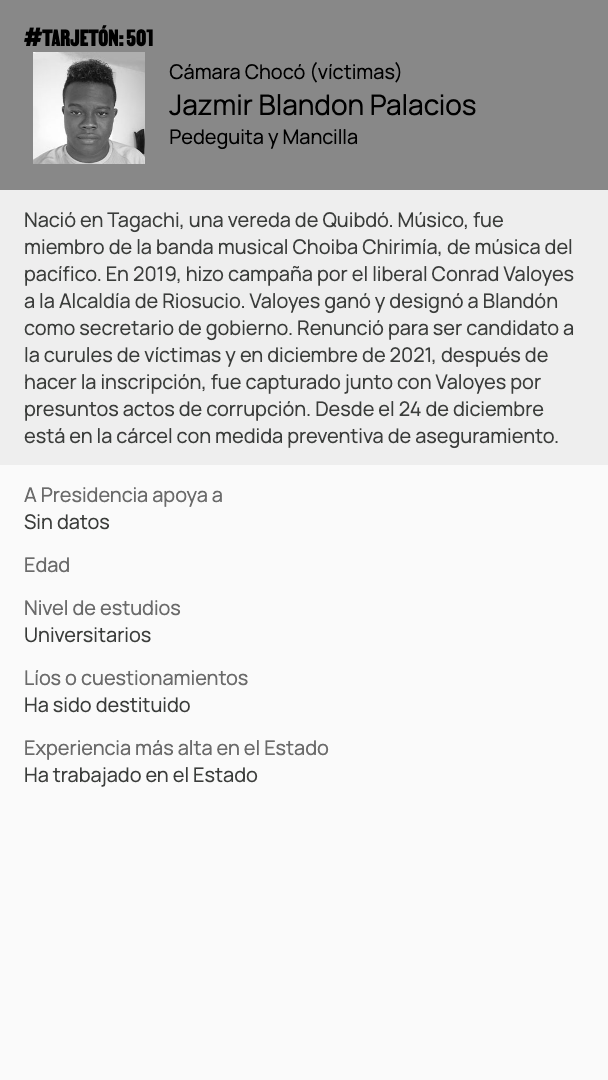 #TARJETÓN: 501
Cámara Chocó (víctimas)
Jazmir Blandon Palacios
Pedeguita y Mancilla
Nació en Tagachi, una vereda de Quibdó. Músico, fue
miembro de la banda musical Choiba Chirimía, de música del
pacífico. En 2019, hizo campaña por el liberal Conrad Valoyes
a la Alcaldía de Riosucio. Valoyes ganó y designó a Blandón
como secretario de gobierno. Renunció para ser candidato a
la curules de víctimas y en diciembre de 2021, después de
hacer la inscripción, fue capturado junto con Valoyes por
presuntos actos de corrupción. Desde el 24 de diciembre
está en la cárcel con medida preventiva de aseguramiento.
A Presidencia apoya a
Sin datos
Edad
Nivel de estudios
Universitarios
Líos o cuestionamientos
Ha sido destituido
Experiencia más alta en el Estado
Ha trabajado en el Estado